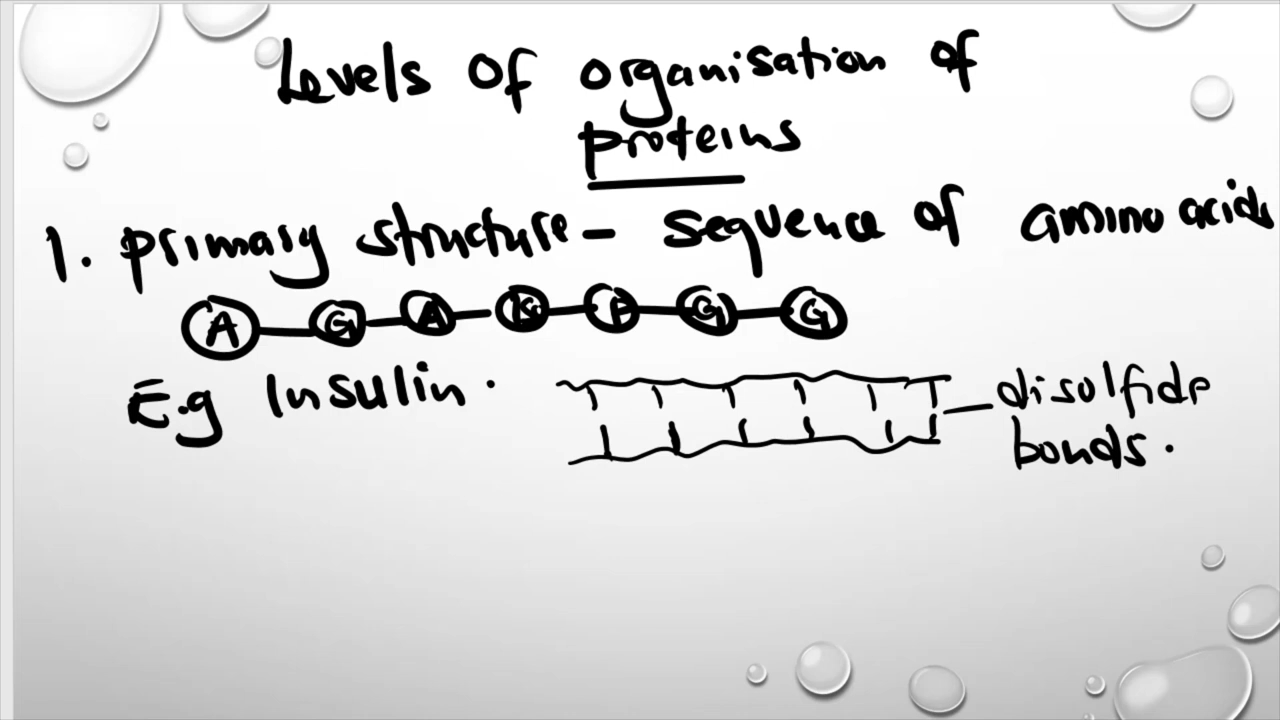 Levels of organisation of
proteins
1. primary structure - sequence of amino acids
A G A K P G G
E.g Insulin.
disulfide
bonds.